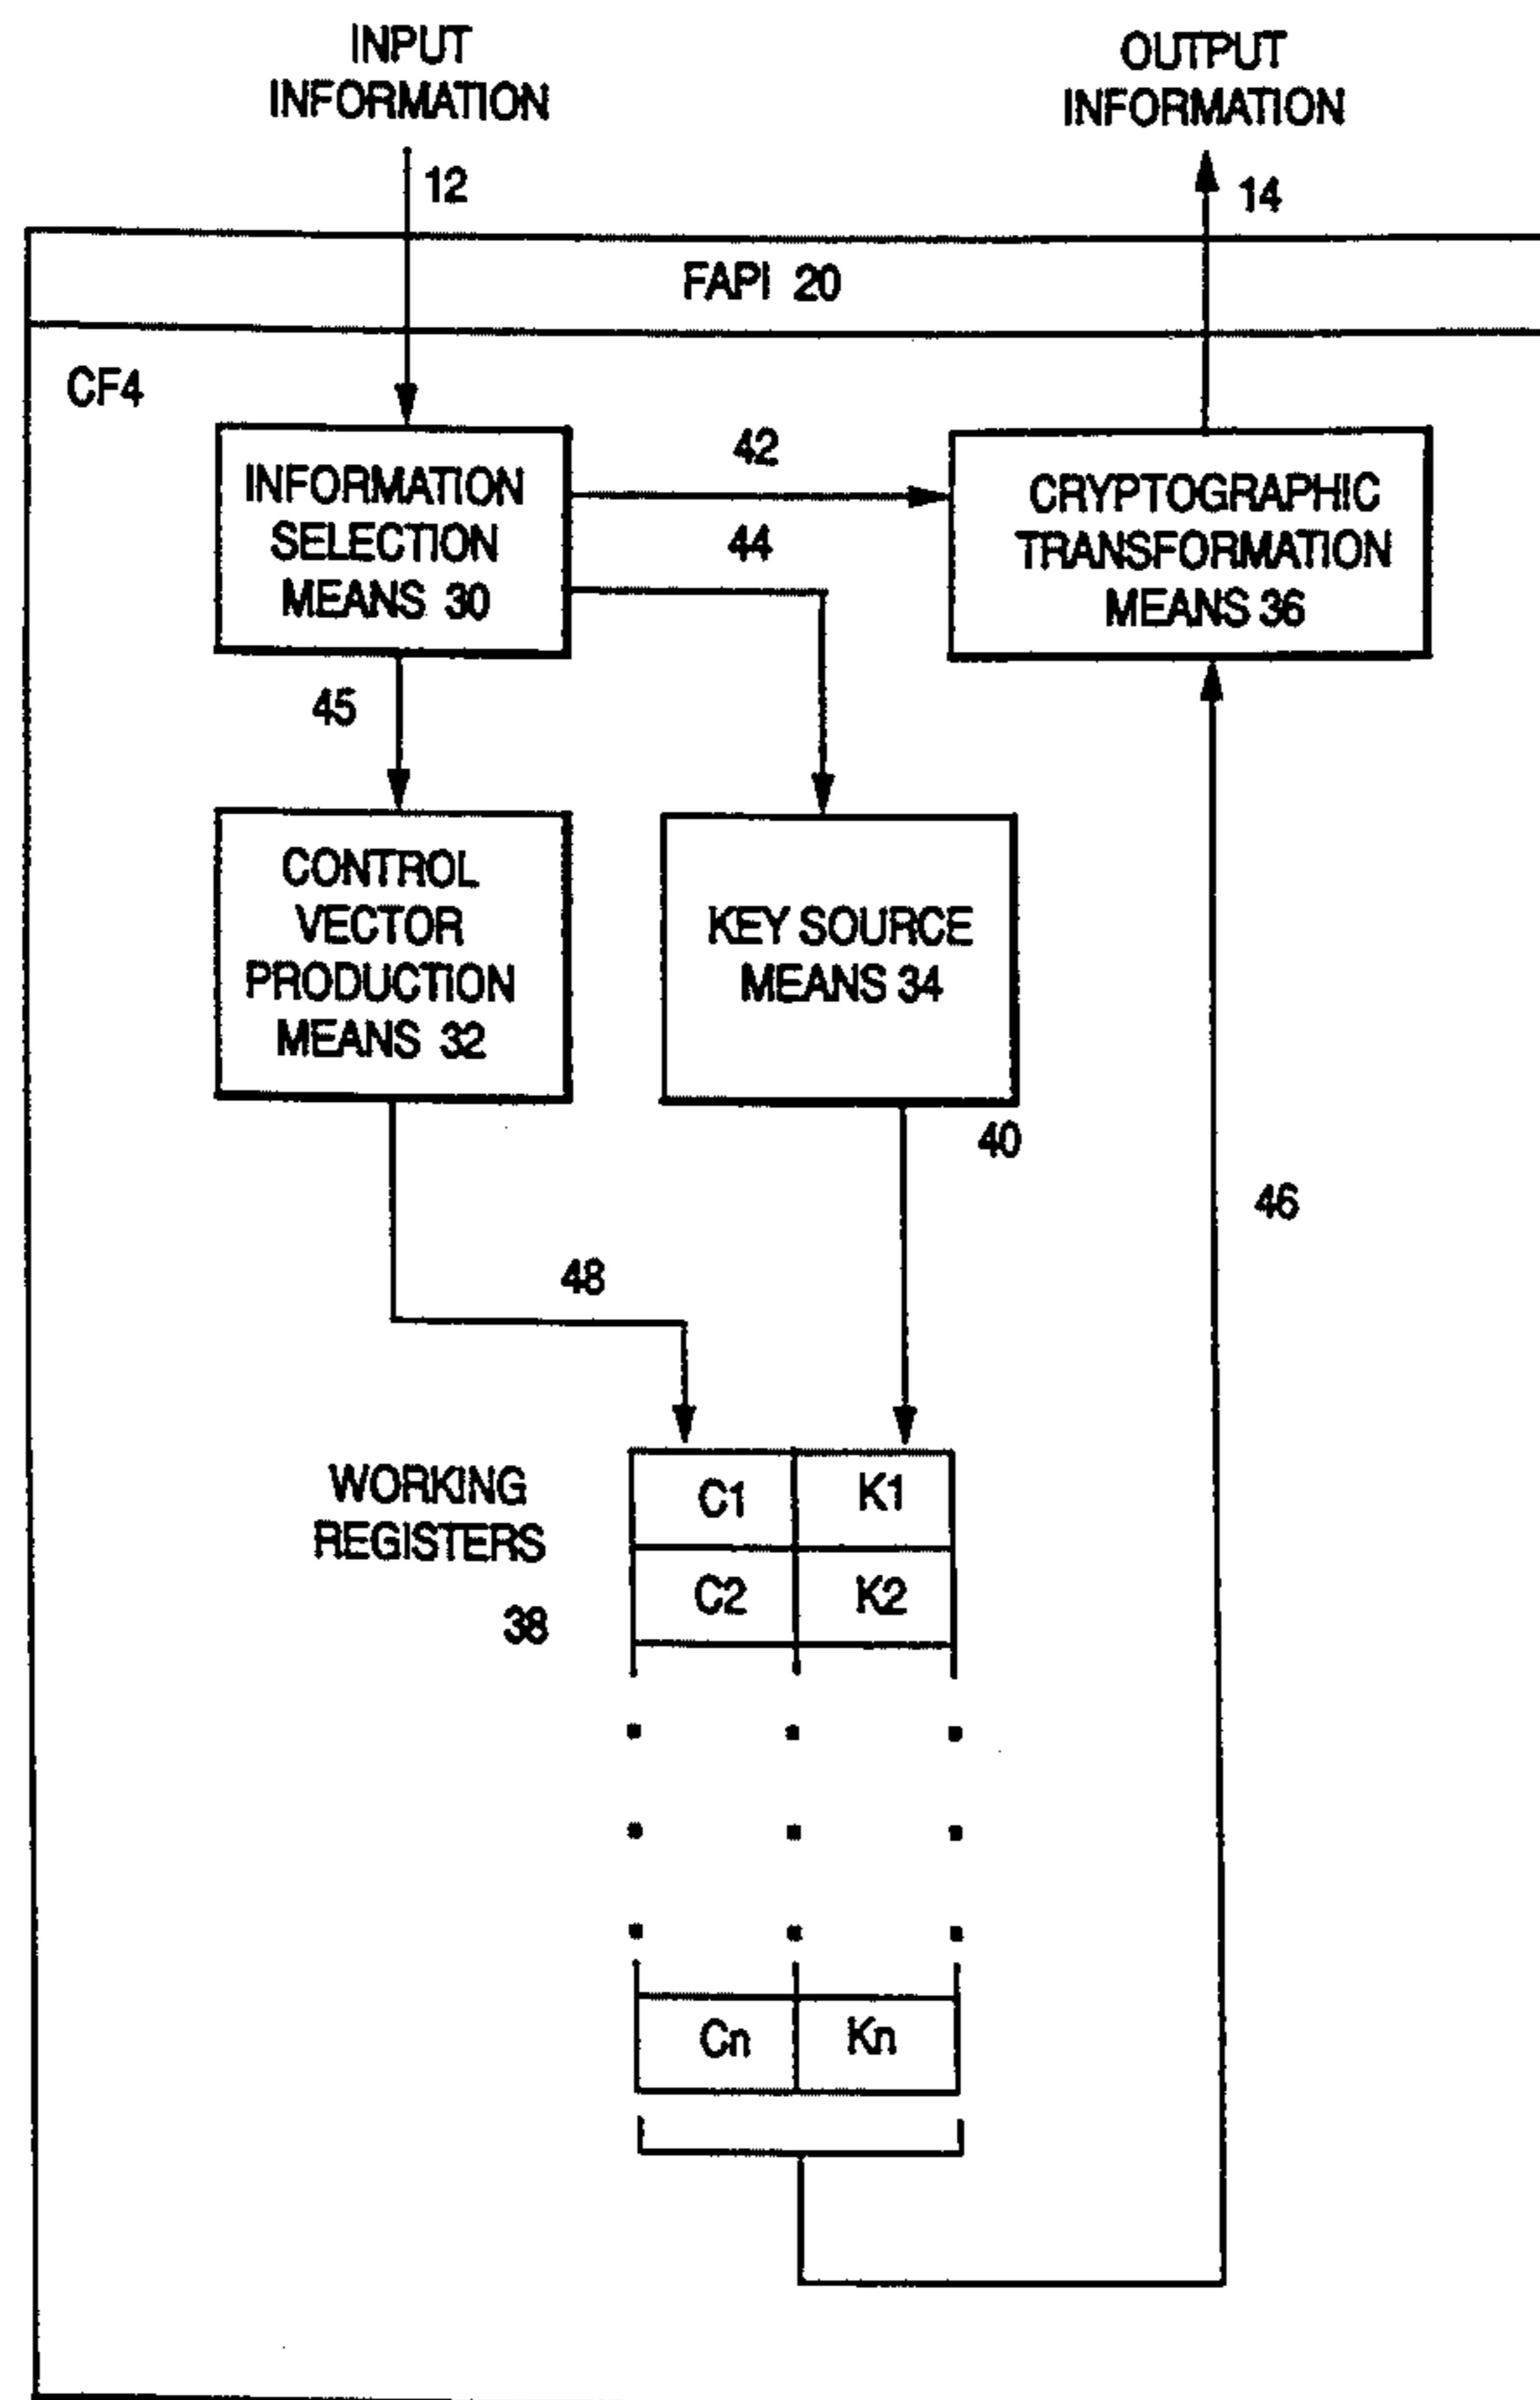 INPUT
INFORMATION
OUTPUT
INFORMATION
12
14
FAPI 20
CF4
INFORMATION
SELECTION
MEANS 30
42
44
CRYPTOGRAPHIC
TRANSFORMATION
MEANS 36
45
CONTROL
VECTOR
PRODUCTION
MEANS 32
KEY SOURCE
MEANS 34
40
46
48
WORKING
REGISTERS
38
C1 K1
C2 K2
Cn Kn